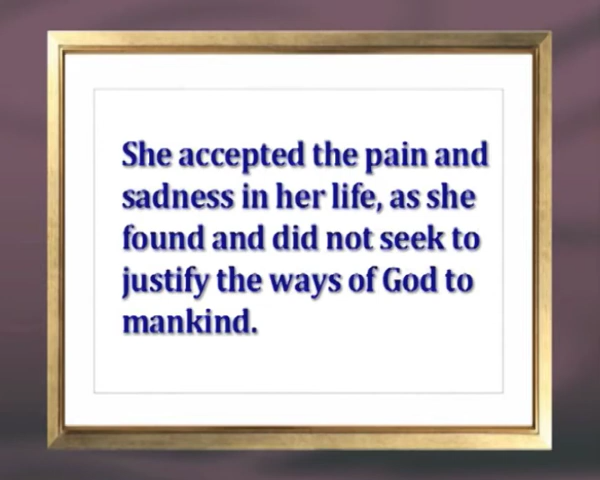 She accepted the pain and
sadness in her life, as she
found and did not seek to
justify the ways of God to
mankind.